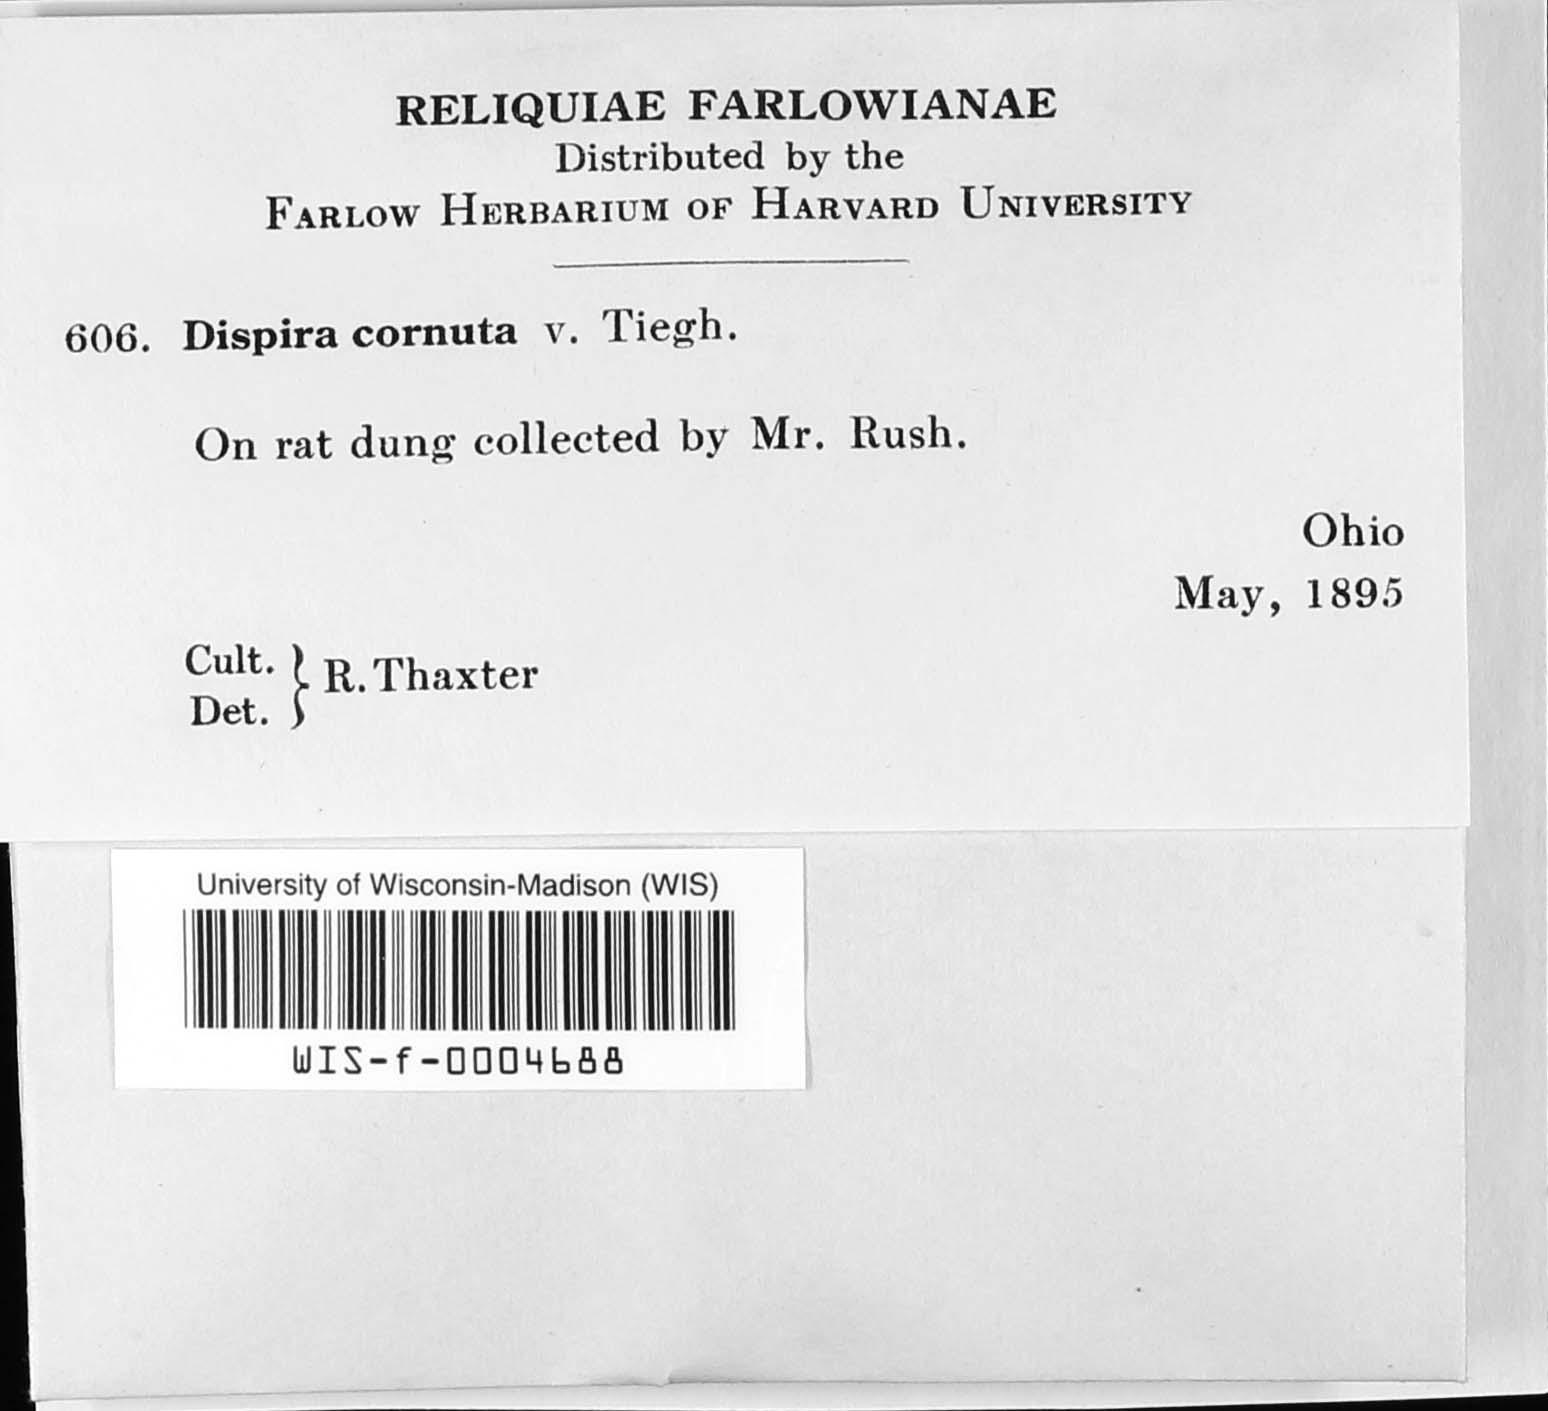 RELIQUIAE FARLOWIANAE
Distributed by the
FARLOW HERBARIUM OF HARVARD UNIVERSITY
606. Dispira cornuta v. Tiegh.
On rat dung collected by Mr. Rush.
Ohio
May, 1895
Cult.
Det. } R. Thaxter
University of Wisconsin-Madison (WIS)
WIS-f-0004688